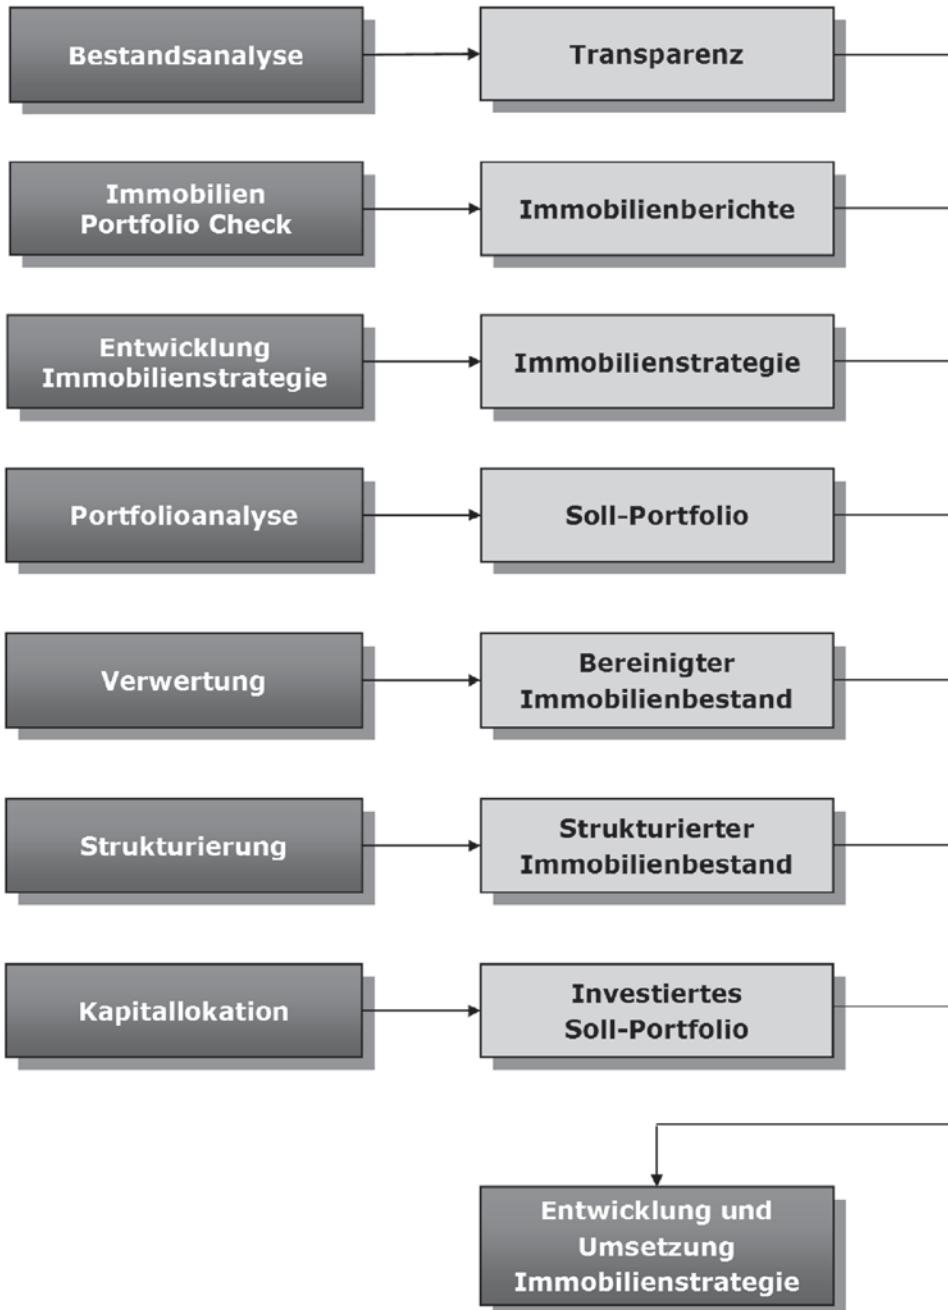 Bestandsanalyse
Transparenz
Immobilien
Portfolio Check
Immobilienberichte
Entwicklung
Immobilienstrategie
Immobilienstrategie
Portfolioanalyse
Soll-Portfolio
Verwertung
Bereinigter
Immobilienbestand
Strukturierung
Strukturierter
Immobilienbestand
Kapitallokation
Investiertes
Soll-Portfolio
Entwicklung und
Umsetzung
Immobilienstrategie